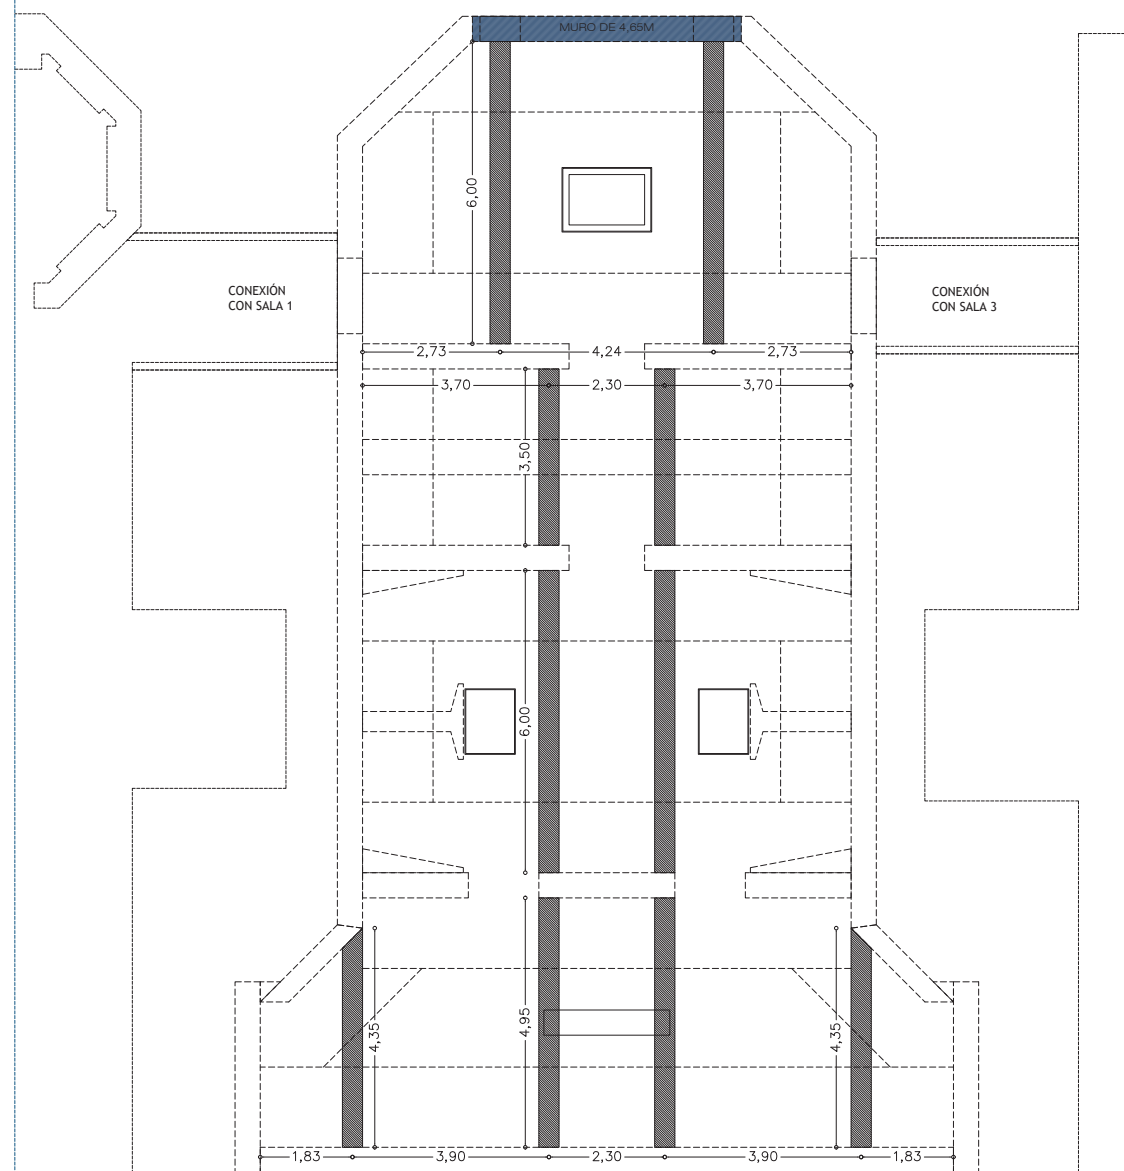 MURO DE 4,65M
6,00
CONEXIÓN
CON SALA 1
CONEXIÓN
CON SALA 3
2,73 4,24 2,73
3,70 2,30 3,70
3,50
6,00
4,35 4,95 4,35
1,83 3,90 2,30 3,90 1,83